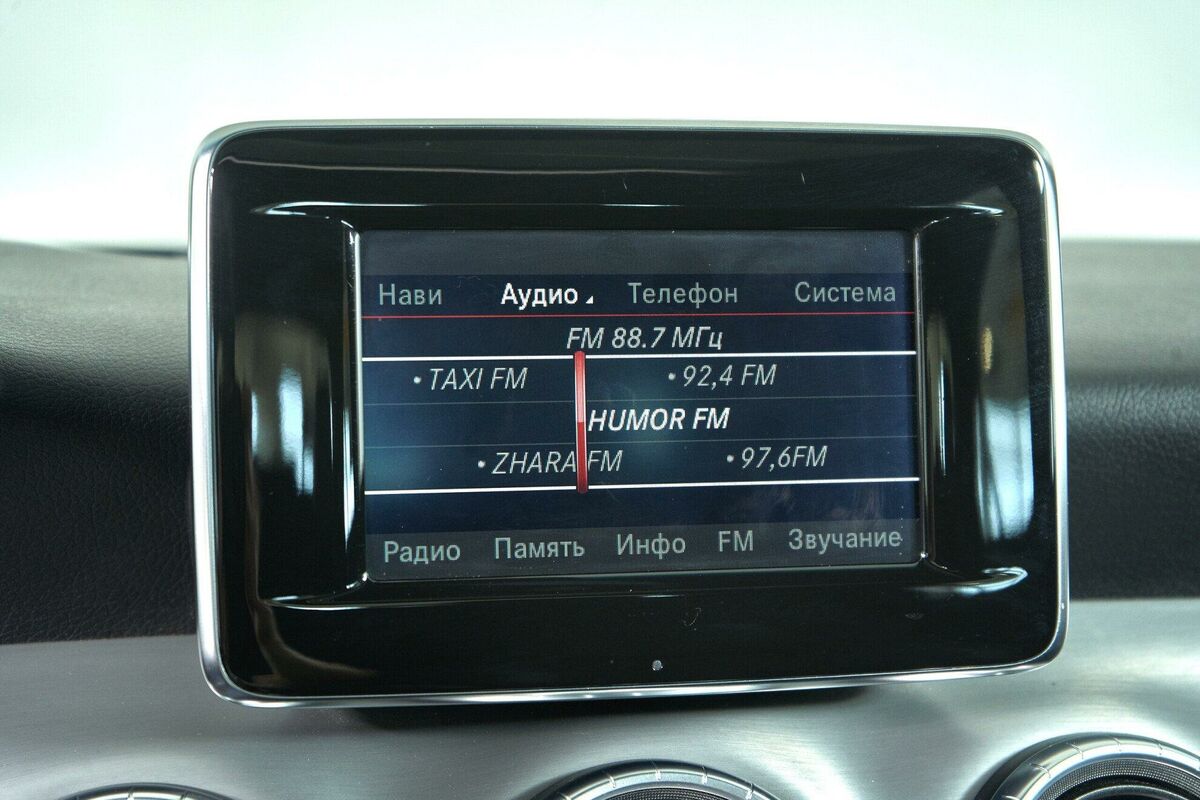 Нави Аудио Телефон Система
FM 88.7 МГц
• TAXI FM • 92,4 FM
HUMOR FM
• ZHARA FM • 97,6FM
Радио Память Инфо FM Звучание